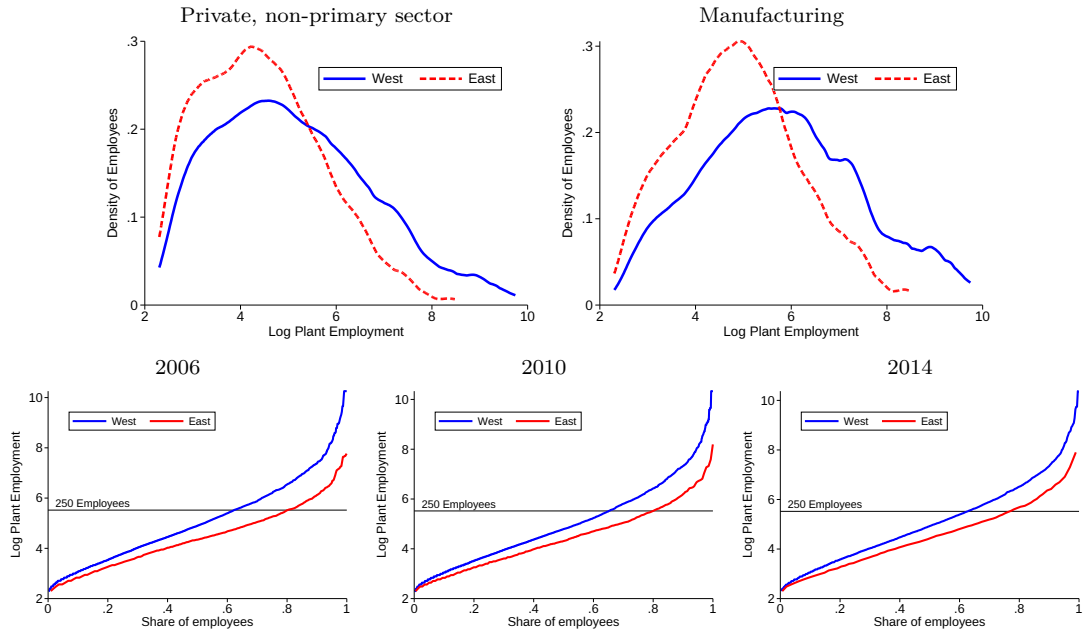 Private, non-primary sector
.3
.2
.1
0
Density of Employees
West
East
2
4
6
8
10
Log Plant Employment
Manufacturing
.3
.2
.1
0
Density of Employees
West
East
2
4
6
8
10
Log Plant Employment
2006
10
8
6
4
2
Log Plant Employment
West
East
250 Employees
0
.2
.4
.6
.8
1
Share of employees
2010
10
8
6
4
2
Log Plant Employment
West
East
250 Employees
0
.2
.4
.6
.8
1
Share of employees
2014
10
8
6
4
2
Log Plant Employment
West
East
250 Employees
0
.2
.4
.6
.8
1
Share of employees